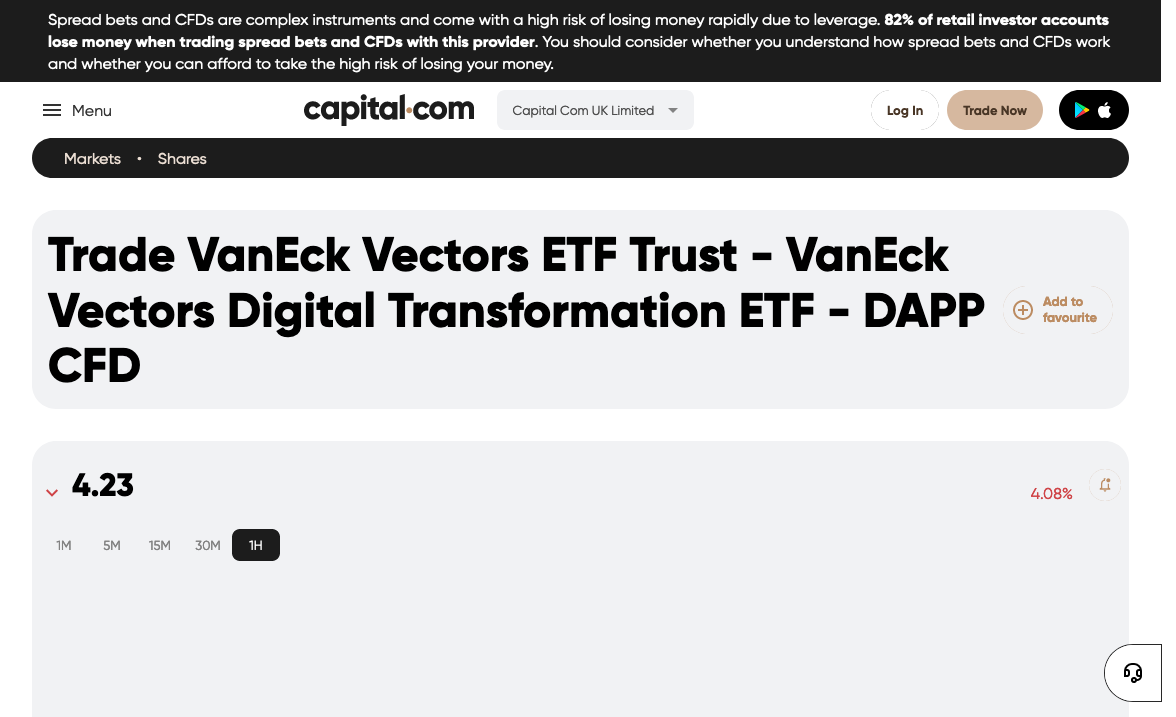 Spread bets and CFDs are complex instruments and come with a high risk of losing money rapidly due to leverage. 82% of retail investor accounts
lose money when trading spread bets and CFDs with this provider. You should consider whether you understand how spread bets and CFDs work
and whether you can afford to take the high risk of losing your money.
Menu
capital.com
Capital Com UK Limited
Log In
Trade Now
Markets • Shares
Trade VanEck Vectors ETF Trust - VanEck
Vectors Digital Transformation ETF - DAPP
CFD
Add to
favourite
4.23
4.08%
1M 5M 15M 30M 1H